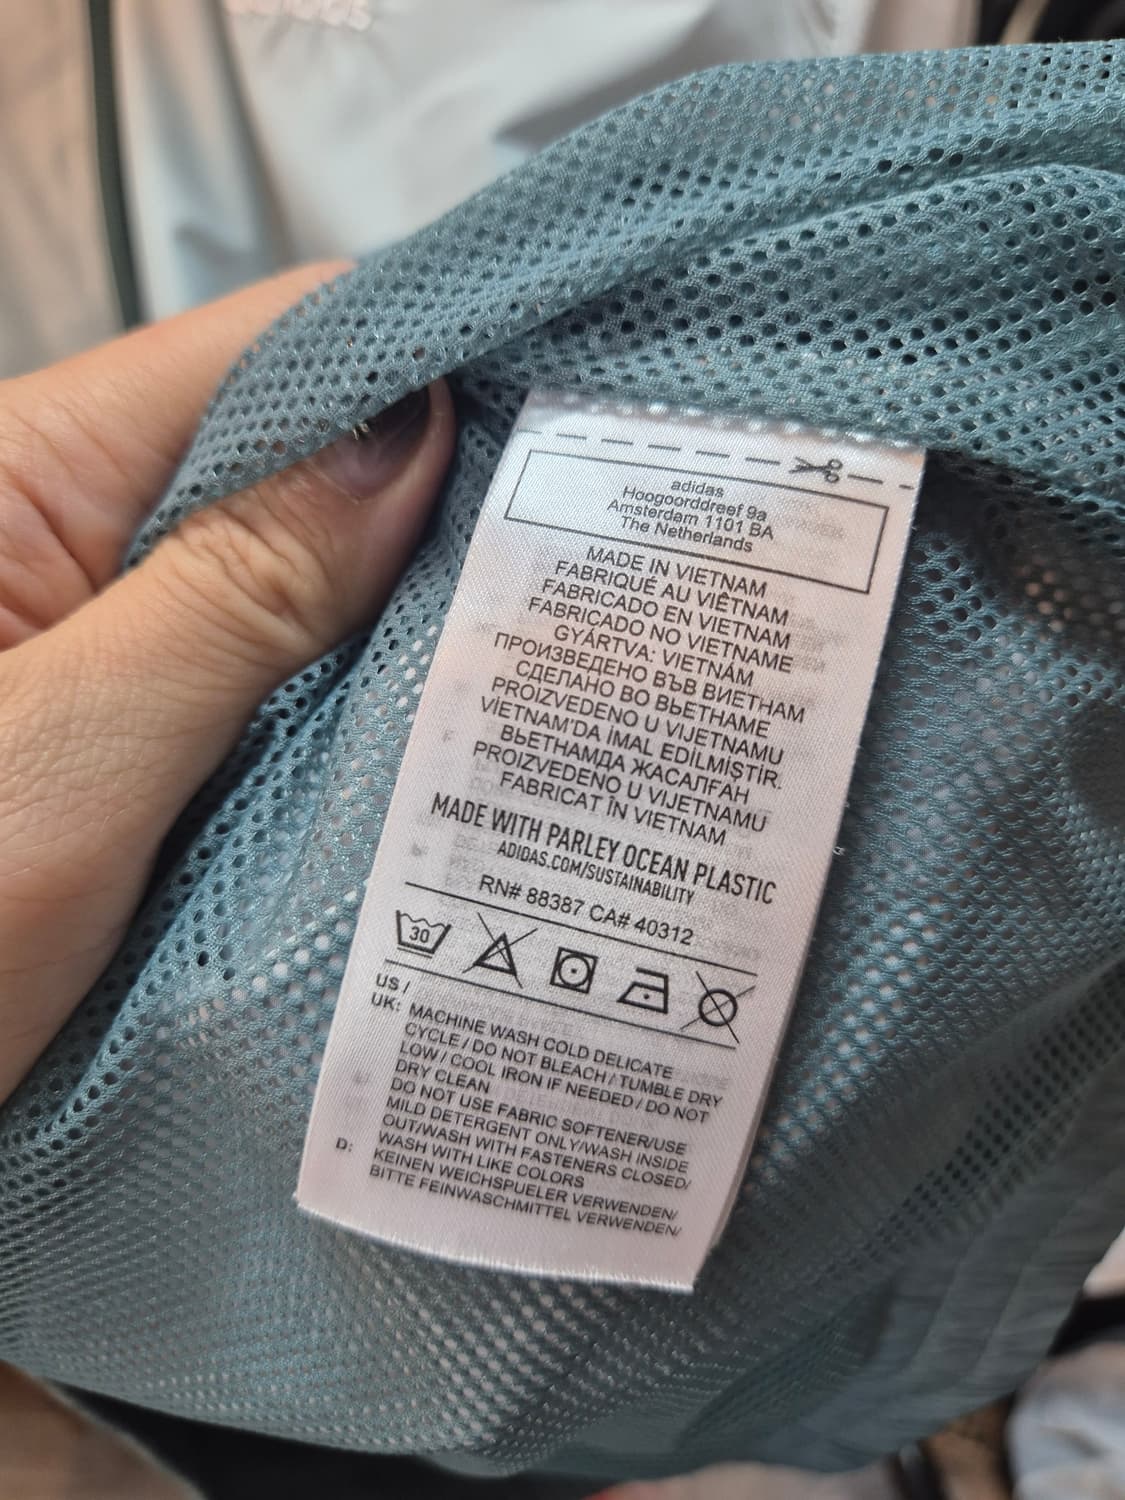 adidas
Hoogoorddreef 9a
Amsterdam 1101 BA
The Netherlands
MADE IN VIETNAM
FABRIQUÉ AU VIÊTNAM
FABRICADO EN VIETNAM
FABRICADO NO VIETNAME
GYÁRTVA: VIETNÁM
ПРОИЗВЕДЕНО ВЪВ ВИЕТНАМ
СДЕЛАНО ВО ВЬЕТНАМЕ
PROIZVEDENO U VIJETNAMU
VİETNAM'DA İMAL EDİLMİŞTİR.
ВЬЕТНАМДА ЖАСАЛҒАН
PROIZVEDENO U VIJETNAMU
FABRICAT ÎN VIETNAM
MADE WITH PARLEY OCEAN PLASTIC
ADIDAS.COM/SUSTAINABILITY
RN# 88387 CA# 40312
30
US /
UK: MACHINE WASH COLD DELICATE
CYCLE / DO NOT BLEACH / TUMBLE DRY
LOW / COOL IRON IF NEEDED / DO NOT
DRY CLEAN
DO NOT USE FABRIC SOFTENER/USE
MILD DETERGENT ONLY/WASH INSIDE
OUT/WASH WITH FASTENERS CLOSED/
WASH WITH LIKE COLORS
D: KEINEN WEICHSPUELER VERWENDEN/
BITTE FEINWASCHMITTEL VERWENDEN/